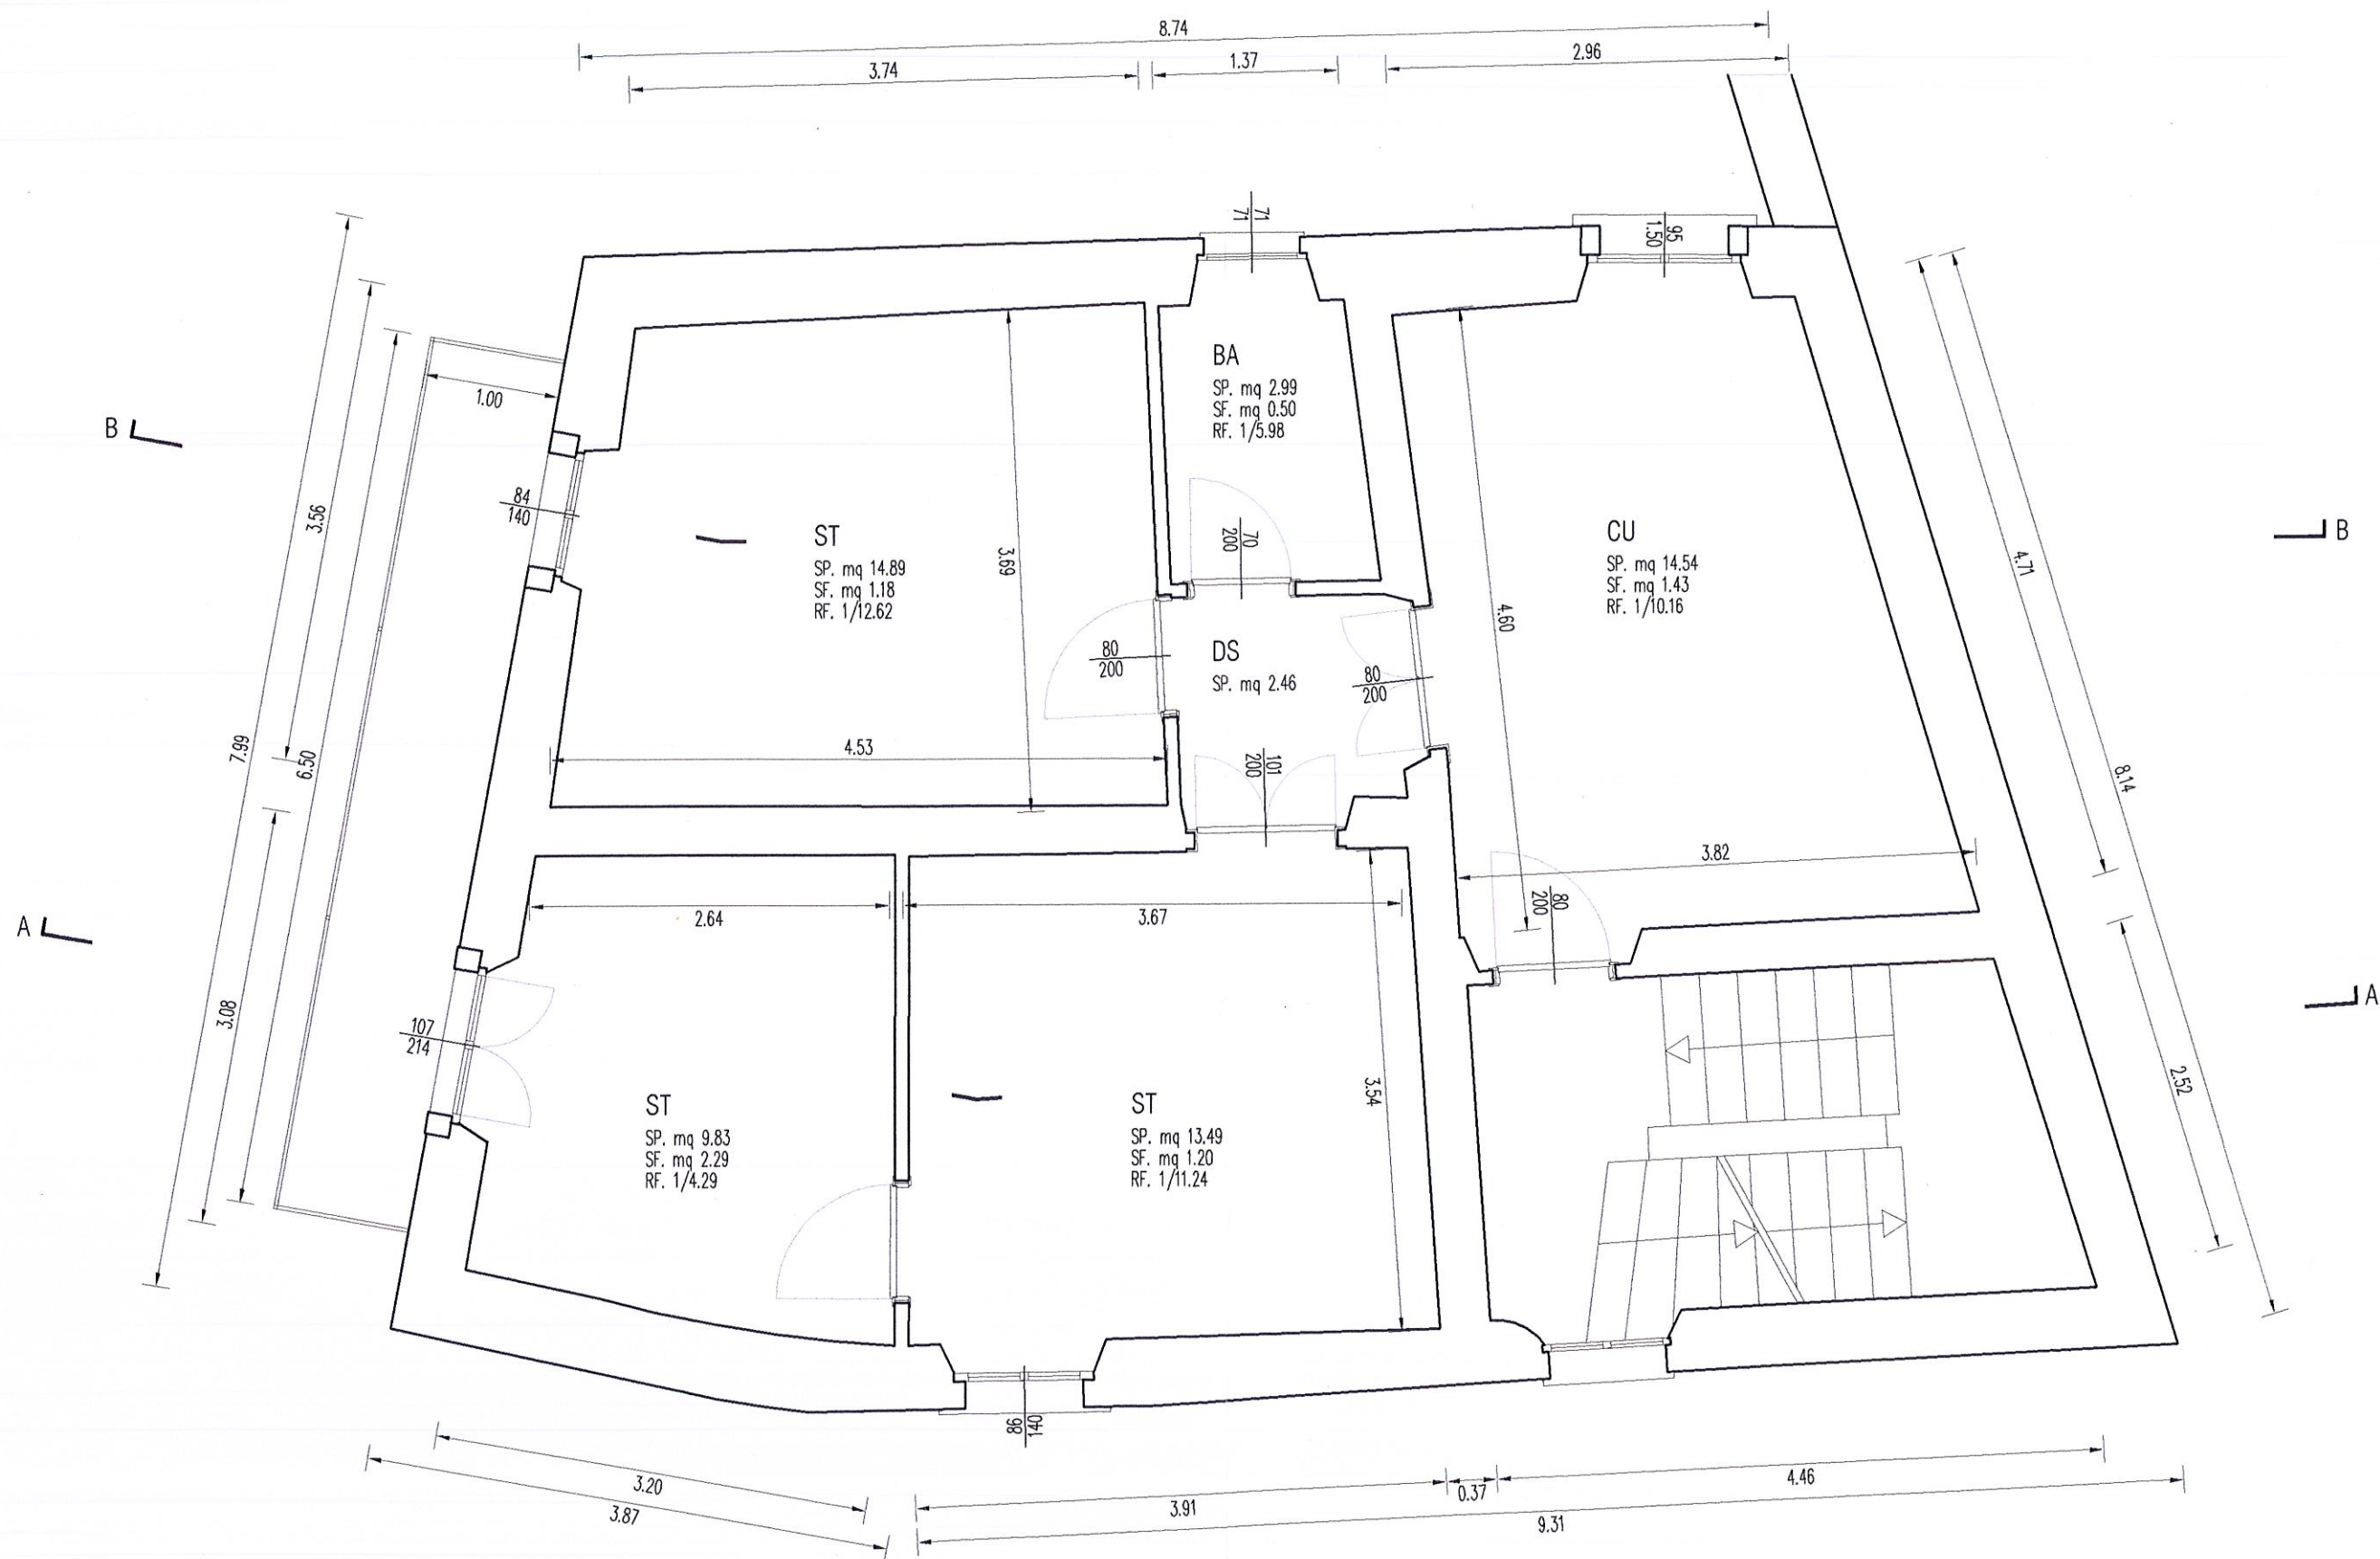 8.74
3.74
1.37
2.96
71
71
95
1.50
1.00
B
84
140
3.56
7.99
6.50
ST
SP. mq 14.89
SF. mq 1.18
RF. 1/12.62
3.69
4.53
80
200
BA
SP. mq 2.99
SF. mq 0.50
RF. 1/5.98
70
200
DS
SP. mq 2.46
80
200
101
200
CU
SP. mq 14.54
SF. mq 1.43
RF. 1/10.16
4.60
3.82
80
200
4.71
8.14
B
A
3.08
107
214
2.64
3.67
ST
SP. mq 9.83
SF. mq 2.29
RF. 1/4.29
ST
SP. mq 13.49
SF. mq 1.20
RF. 1/11.24
3.54
2.52
A
86
140
3.20
3.87
3.91
0.37
4.46
9.31